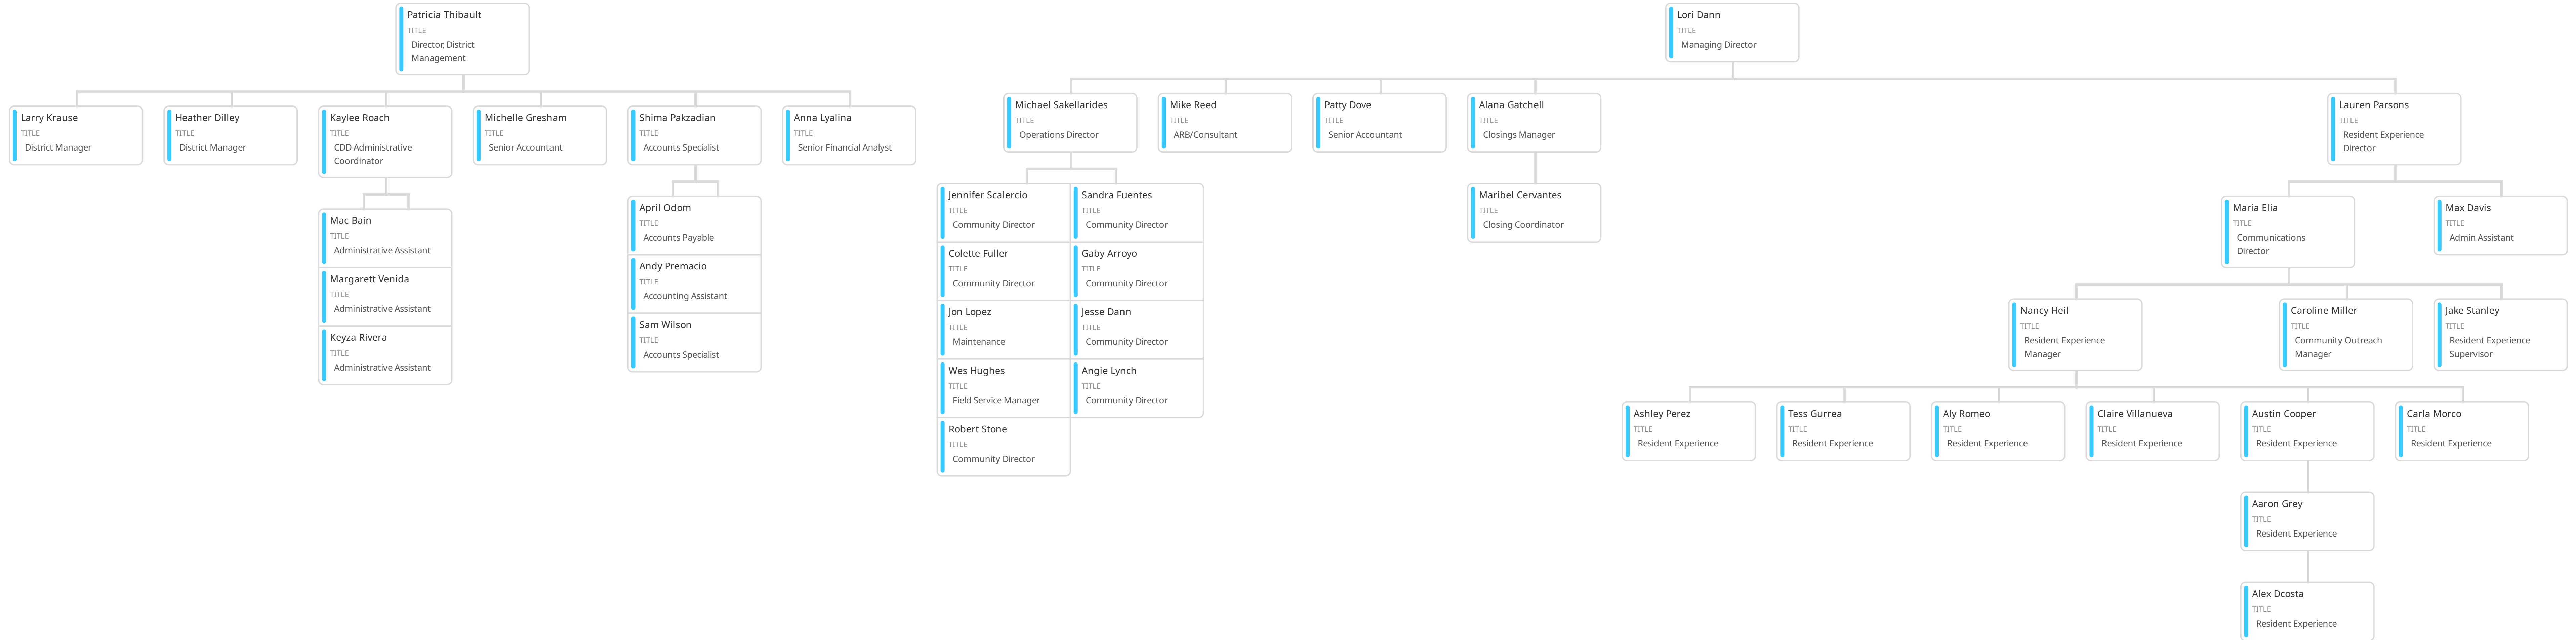 Patricia Thibault
TITLE
Director, District
Management
Lori Dann
TITLE
Managing Director
Larry Krause
TITLE
District Manager
Heather Dilley
TITLE
District Manager
Kaylee Roach
TITLE
CDD Administrative
Coordinator
Michelle Gresham
TITLE
Senior Accountant
Shima Pakzadian
TITLE
Accounts Specialist
Anna Lyalina
TITLE
Senior Financial Analyst
Michael Sakellarides
TITLE
Operations Director
Mike Reed
TITLE
ARB/Consultant
Patty Dove
TITLE
Senior Accountant
Alana Gatchell
TITLE
Closings Manager
Lauren Parsons
TITLE
Resident Experience
Director
Mac Bain
TITLE
Administrative Assistant
Margarett Venida
TITLE
Administrative Assistant
Keyza Rivera
TITLE
Administrative Assistant
April Odom
TITLE
Accounts Payable
Andy Premacio
TITLE
Accounting Assistant
Sam Wilson
TITLE
Accounts Specialist
Jennifer Scalercio
TITLE
Community Director
Sandra Fuentes
TITLE
Community Director
Colette Fuller
TITLE
Community Director
Gaby Arroyo
TITLE
Community Director
Jon Lopez
TITLE
Maintenance
Jesse Dann
TITLE
Community Director
Wes Hughes
TITLE
Field Service Manager
Angie Lynch
TITLE
Community Director
Robert Stone
TITLE
Community Director
Maribel Cervantes
TITLE
Closing Coordinator
Maria Elia
TITLE
Communications
Director
Max Davis
TITLE
Admin Assistant
Nancy Heil
TITLE
Resident Experience
Manager
Caroline Miller
TITLE
Community Outreach
Manager
Jake Stanley
TITLE
Resident Experience
Supervisor
Ashley Perez
TITLE
Resident Experience
Tess Gurrea
TITLE
Resident Experience
Aly Romeo
TITLE
Resident Experience
Claire Villanueva
TITLE
Resident Experience
Austin Cooper
TITLE
Resident Experience
Carla Morco
TITLE
Resident Experience
Aaron Grey
TITLE
Resident Experience
Alex Dcosta
TITLE
Resident Experience